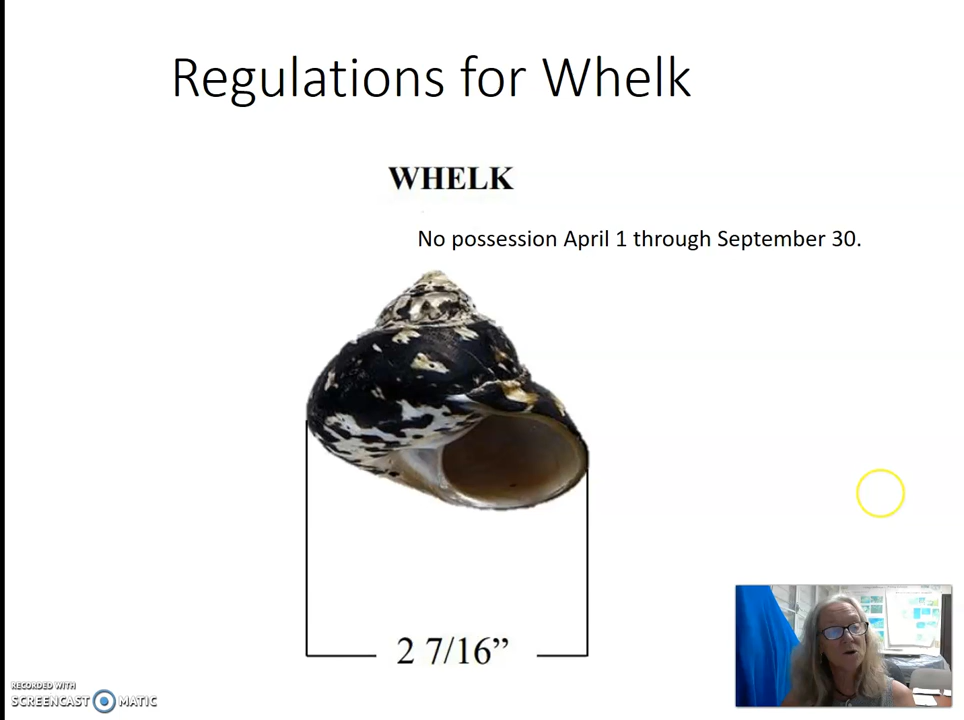 Regulations for Whelk
WHELK
No possession April 1 through September 30.
2 7/16”
RECORDED WITH
SCREENCAST MATIC